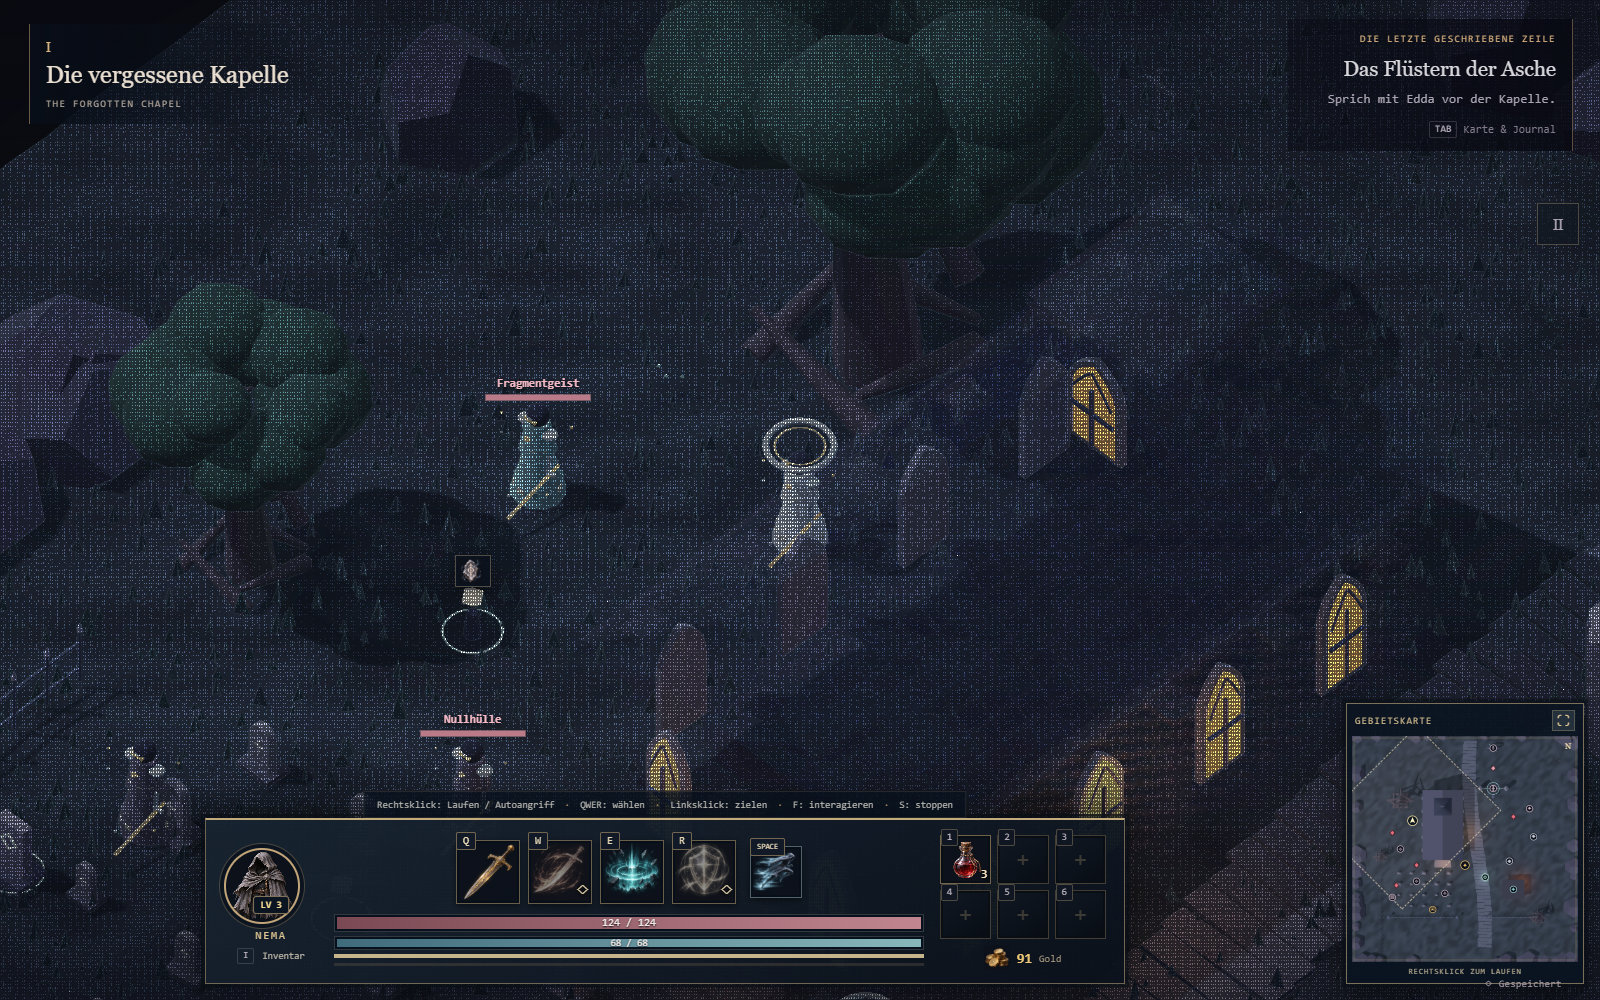 I
Die vergessene Kapelle
THE FORGOTTEN CHAPEL
DIE LETZTE GESCHRIEBENE ZEILE
Das Flüstern der Asche
Sprich mit Edda vor der Kapelle.
TAB Karte & Journal
II
Fragmentgeist
Nullhülle
GEBIETSKARTE
N
RECHTSKLICK ZUM LAUFEN
◇ Gespeichert
Rechtsklick: Laufen / Autoangriff · QWER: wählen · Linksklick: zielen · F: interagieren · S: stoppen
Q W E R SPACE
1 2 3
3
4 5 6
LV 3
NEMA
I Inventar
124 / 124
68 / 68
91 Gold